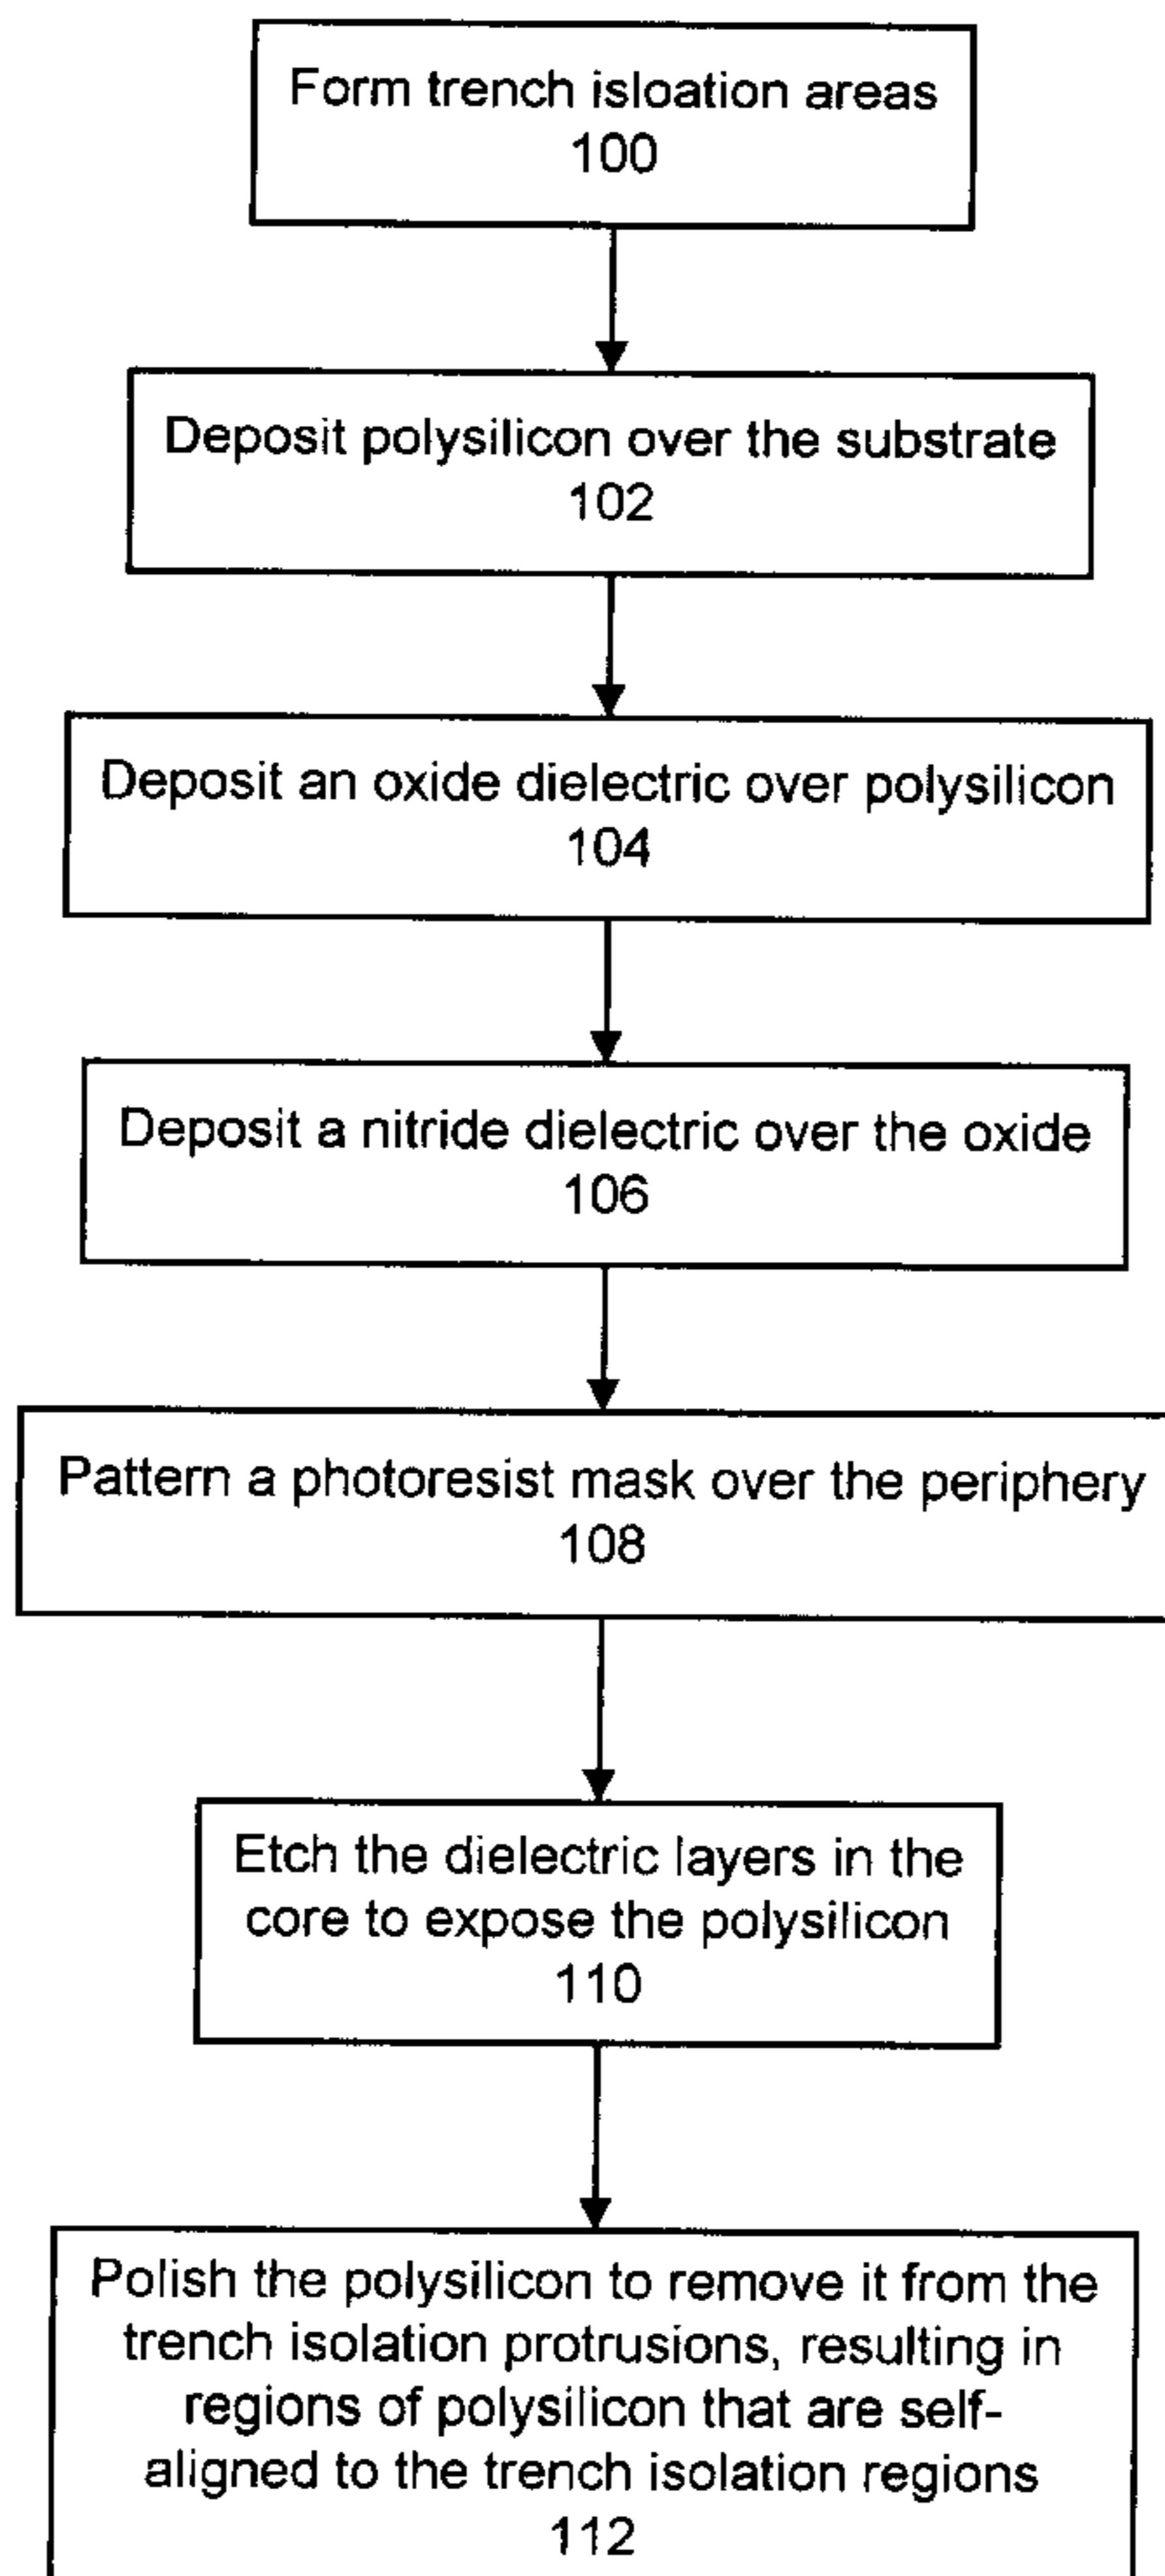 Form trench isloation areas
100
Deposit polysilicon over the substrate
102
Deposit an oxide dielectric over polysilicon
104
Deposit a nitride dielectric over the oxide
106
Pattern a photoresist mask over the periphery
108
Etch the dielectric layers in the
core to expose the polysilicon
110
Polish the polysilicon to remove it from the
trench isolation protrusions, resulting in
regions of polysilicon that are self-
aligned to the trench isolation regions
112